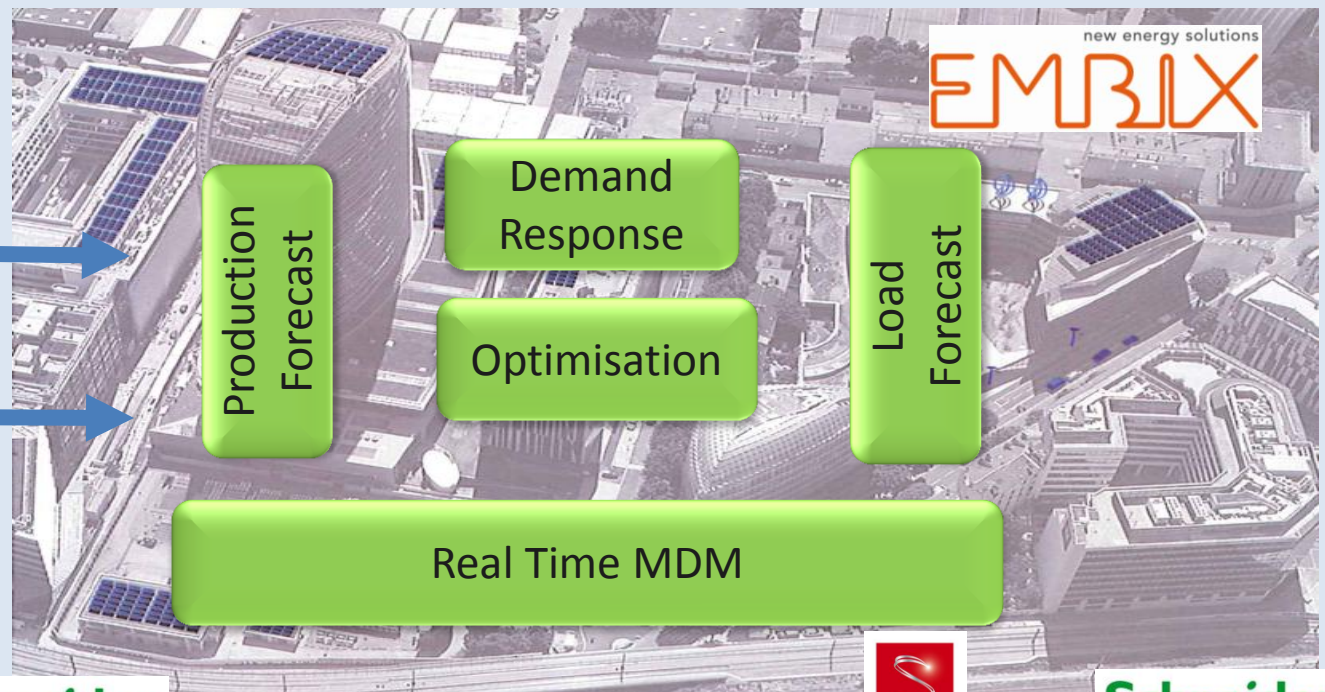 new energy solutions
EMBIX
Demand
Response
Production
Forecast
Load
Forecast
Optimisation
Real Time MDM